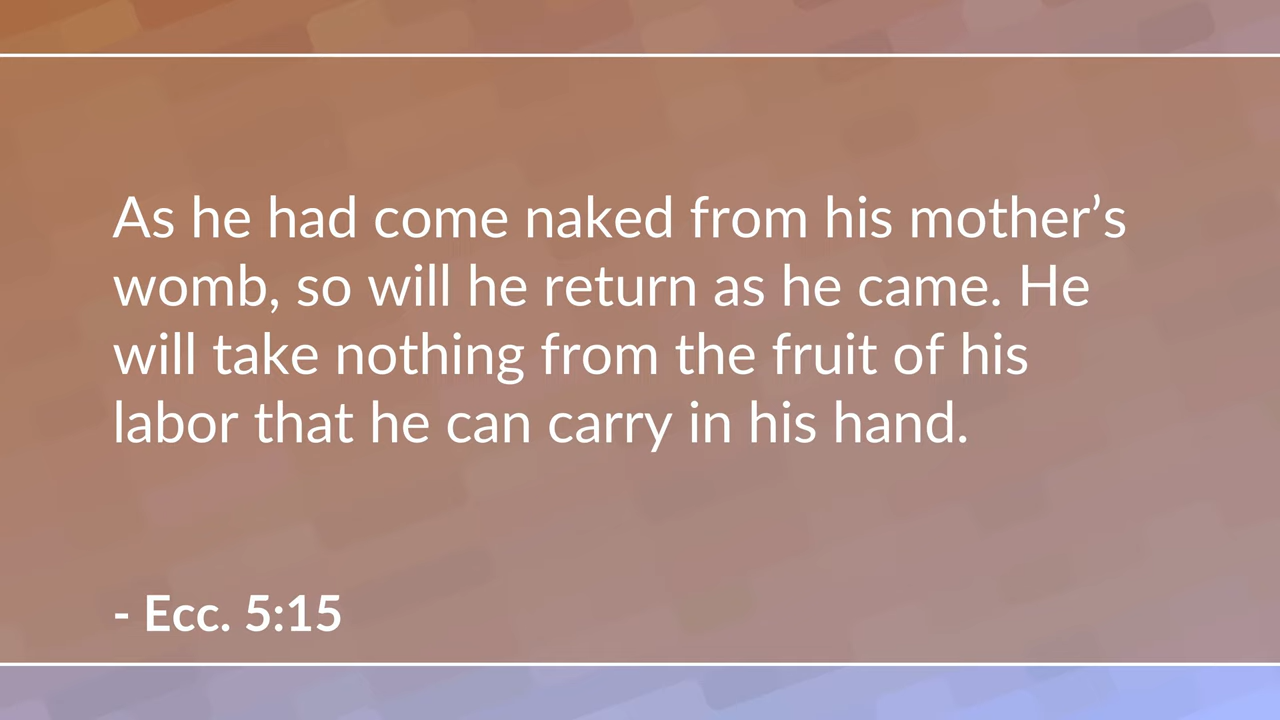 As he had come naked from his mother’s
womb, so will he return as he came. He
will take nothing from the fruit of his
labor that he can carry in his hand.
- Ecc. 5:15